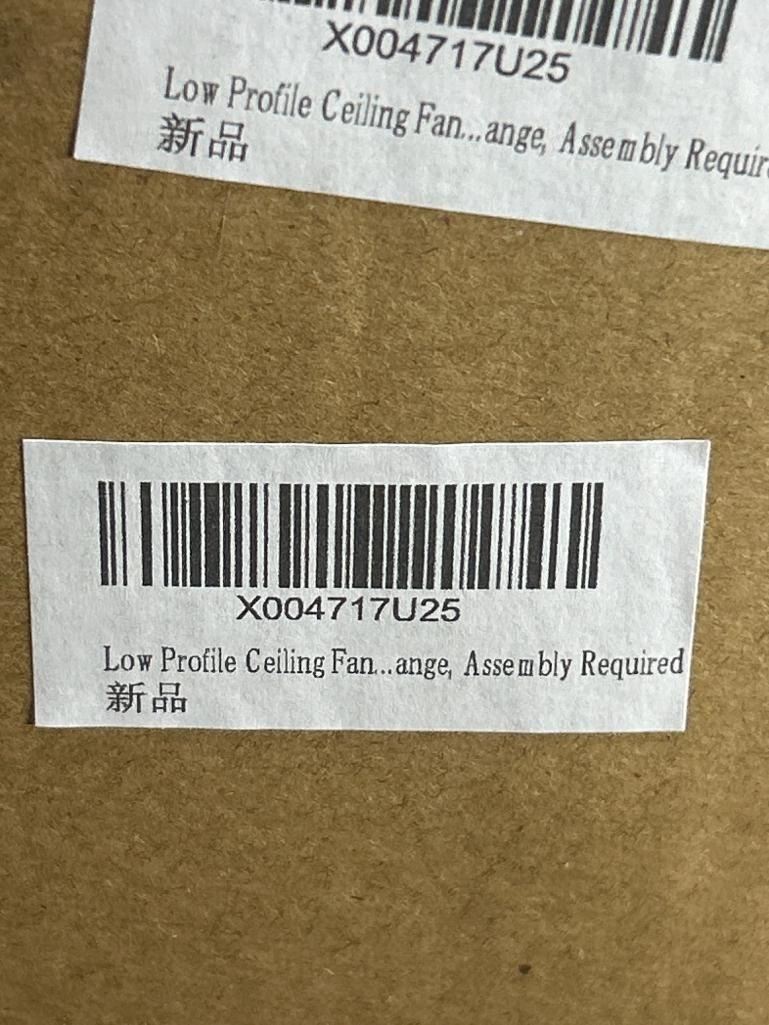 X004717U25
Low Profile Ceiling Fan...ange, Assembly Requir
新品
X004717U25
Low Profile Ceiling Fan...ange, Assembly Required
新品